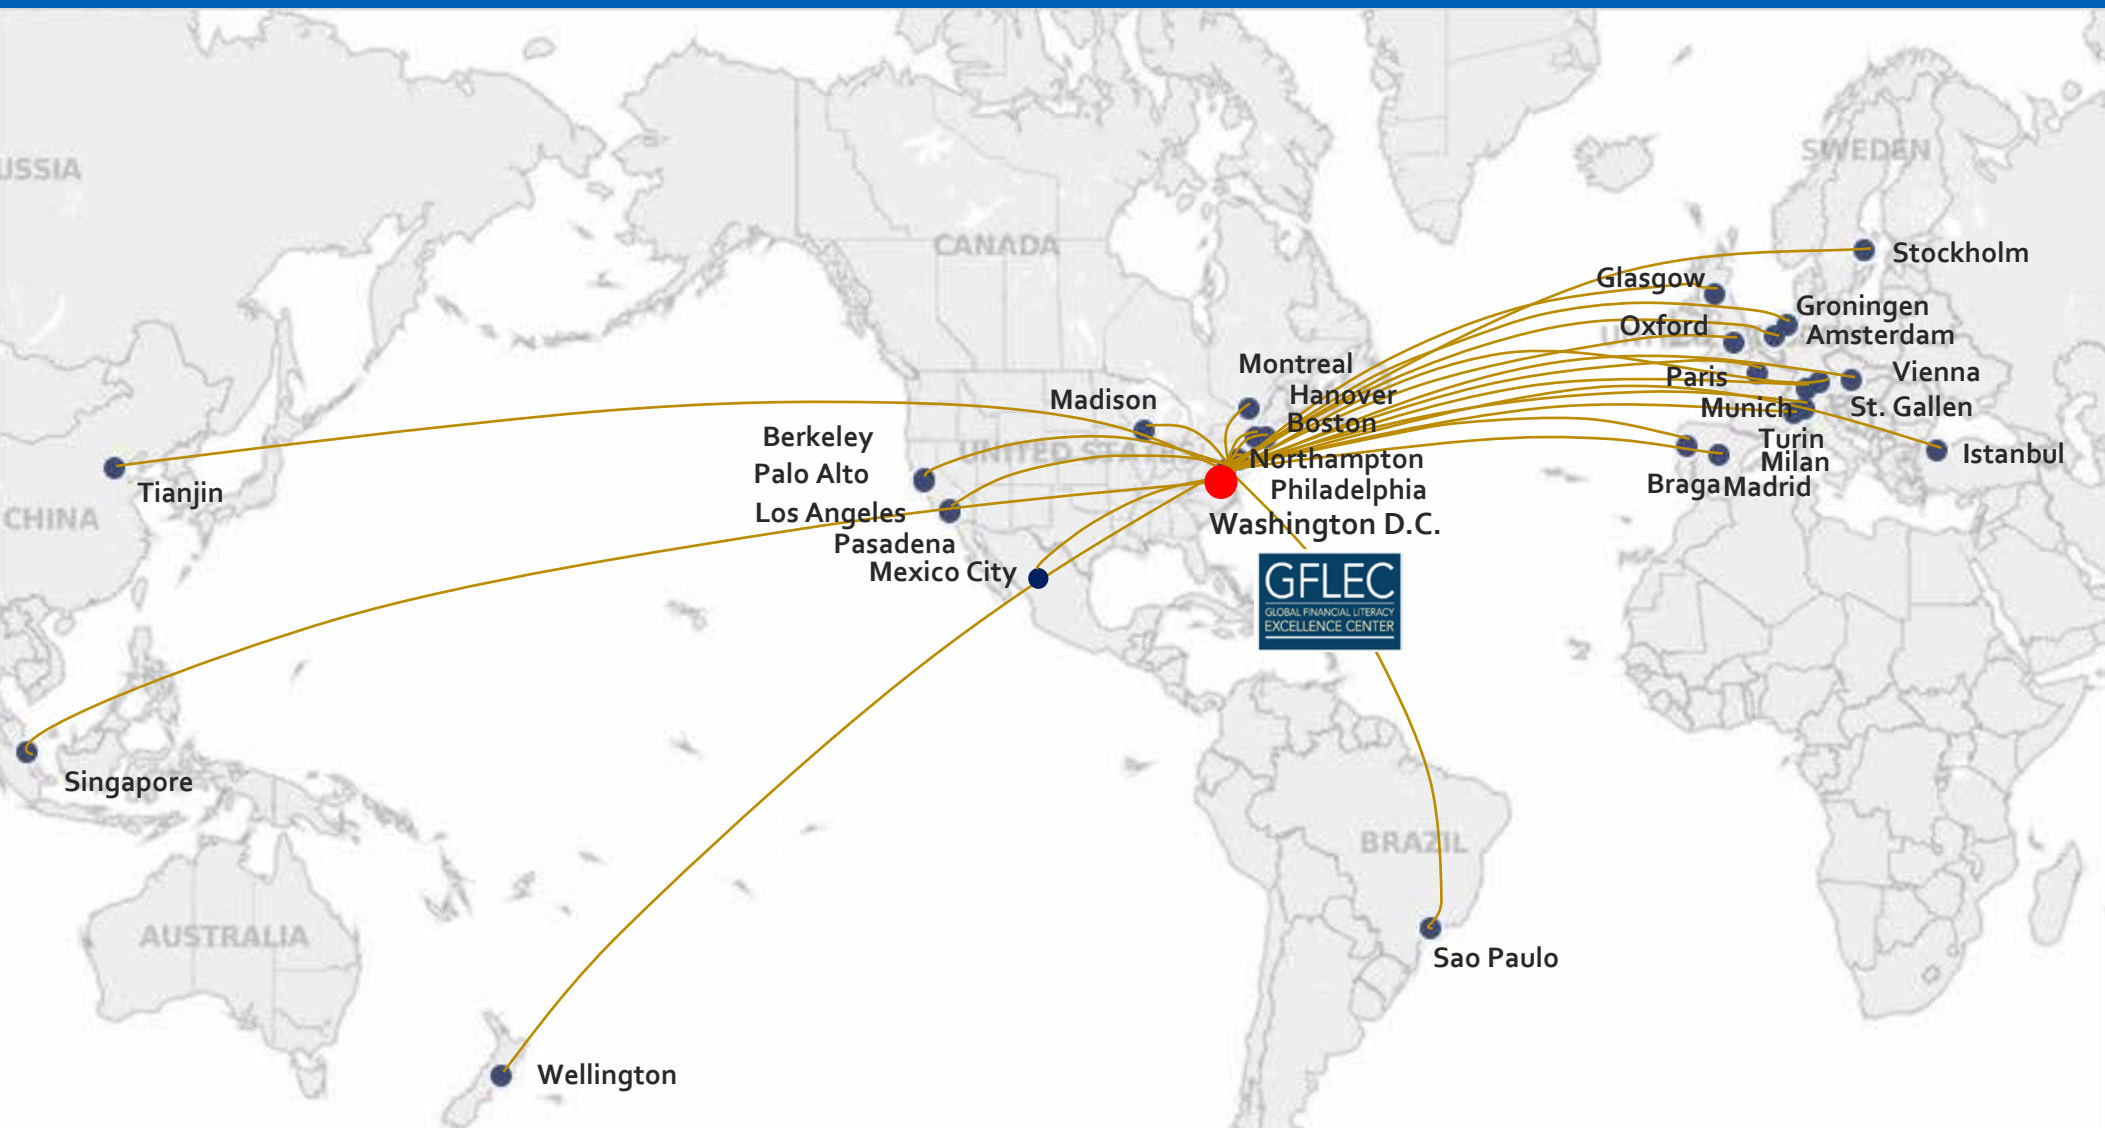 USSIA
SWEDEN
CANADA
Stockholm
Glasgow
Groningen
Oxford
Amsterdam
Montreal
Paris
Vienna
Madison
Hanover
Munich
St. Gallen
Boston
Berkeley
UNITED STA
Turin
Istanbul
Northampton
Milan
Palo Alto
Braga
Madrid
Tianjin
Philadelphia
CHINA
Los Angeles
Washington D.C.
Pasadena
Mexico City
GFLEC
GLOBAL FINANCIAL LITERACY
EXCELLENCE CENTER
Singapore
BRAZIL
AUSTRALIA
Sao Paulo
Wellington